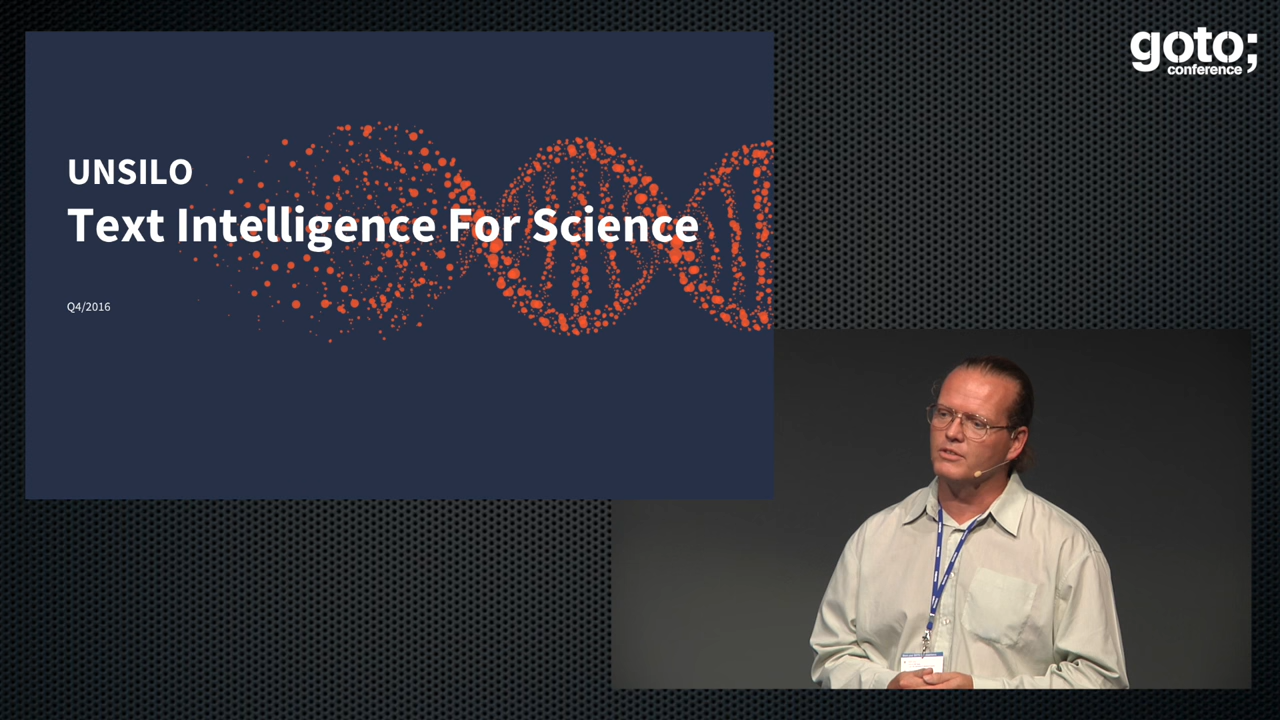 goto;
conference
UNSILO
Text Intelligence For Science
Q4/2016